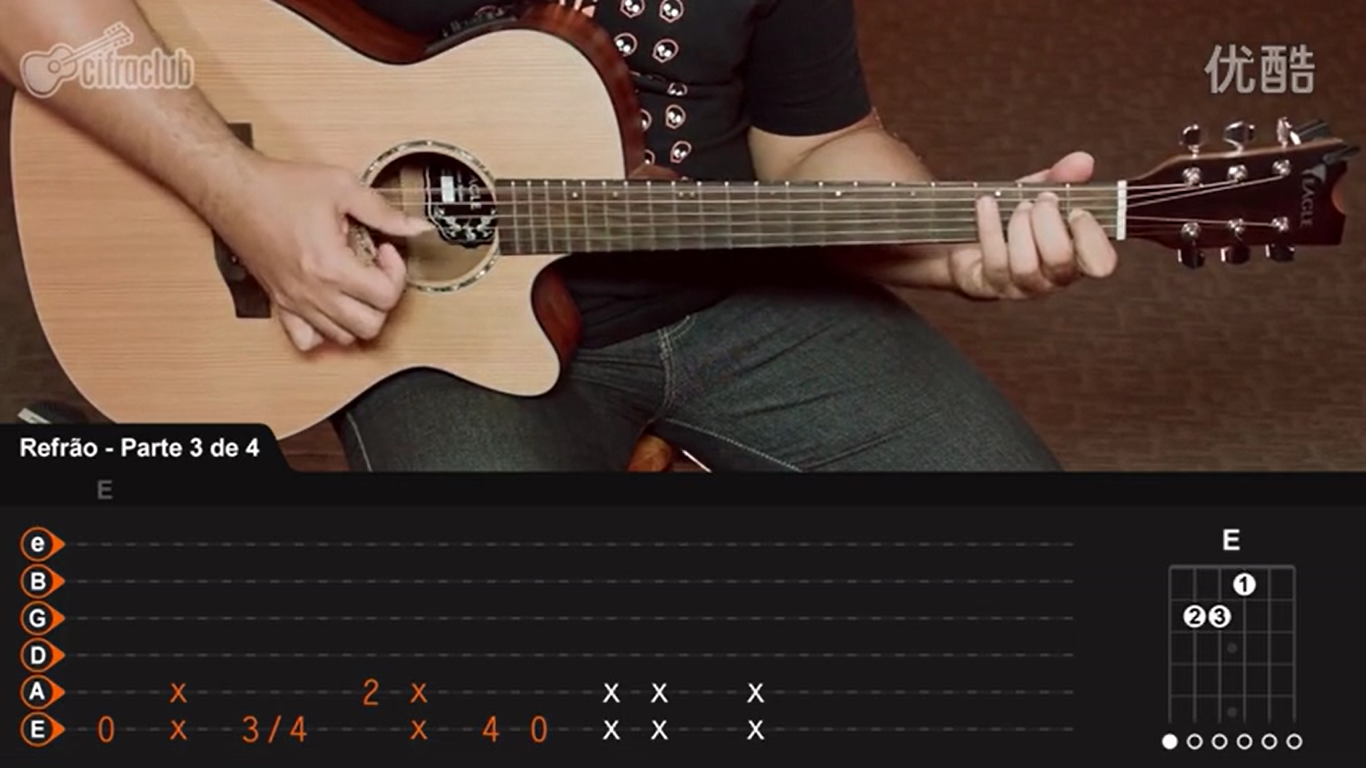 cifraclub
优酷
EAGLE
EAGLE
Refrão - Parte 3 de 4
E
E
e
B
G
D
1
2 3
A x 2 x x x x
E 0 x 3 / 4 x 4 0 x x x